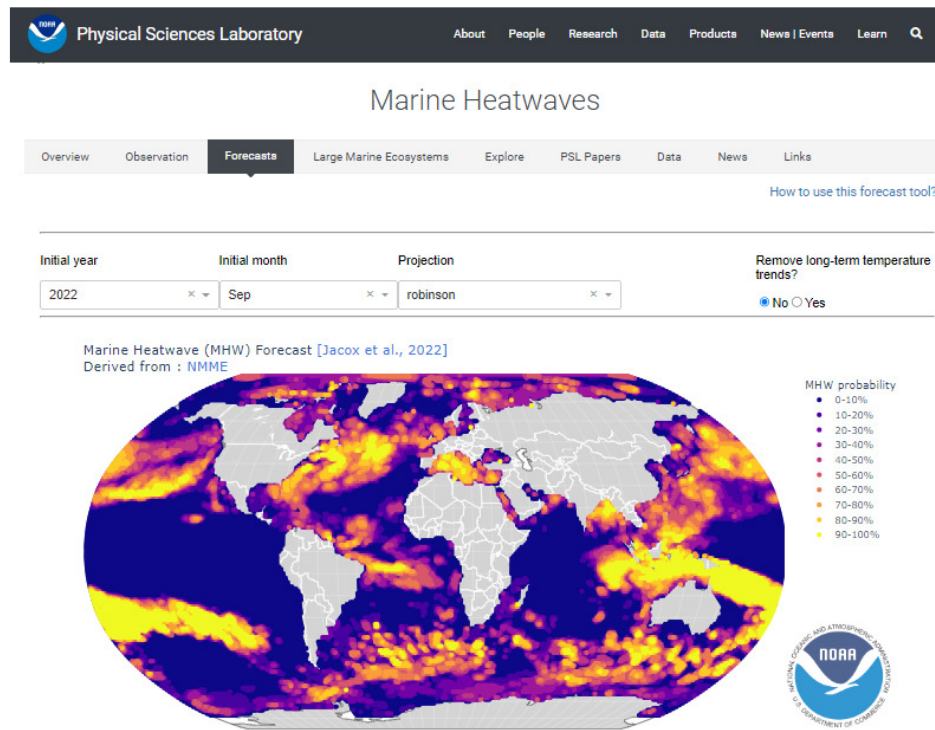 NOAA Physical Sciences Laboratory About People Research Data Products News | Events Learn
Marine Heatwaves
Overview Observation Forecasts Large Marine Ecosystems Explore PSL Papers Data News Links
How to use this forecast tool?
Initial year Initial month Projection Remove long-term temperature
trends?
2022 × Sep × robinson × No Yes
Marine Heatwave (MHW) Forecast [Jacox et al., 2022]
Derived from : NMME
MHW probability
0-10%
10-20%
20-30%
30-40%
40-50%
50-60%
60-70%
70-80%
80-90%
90-100%
NATIONAL OCEANIC AND ATMOSPHERIC ADMINISTRATION
NOAA
U.S. DEPARTMENT OF COMMERCE